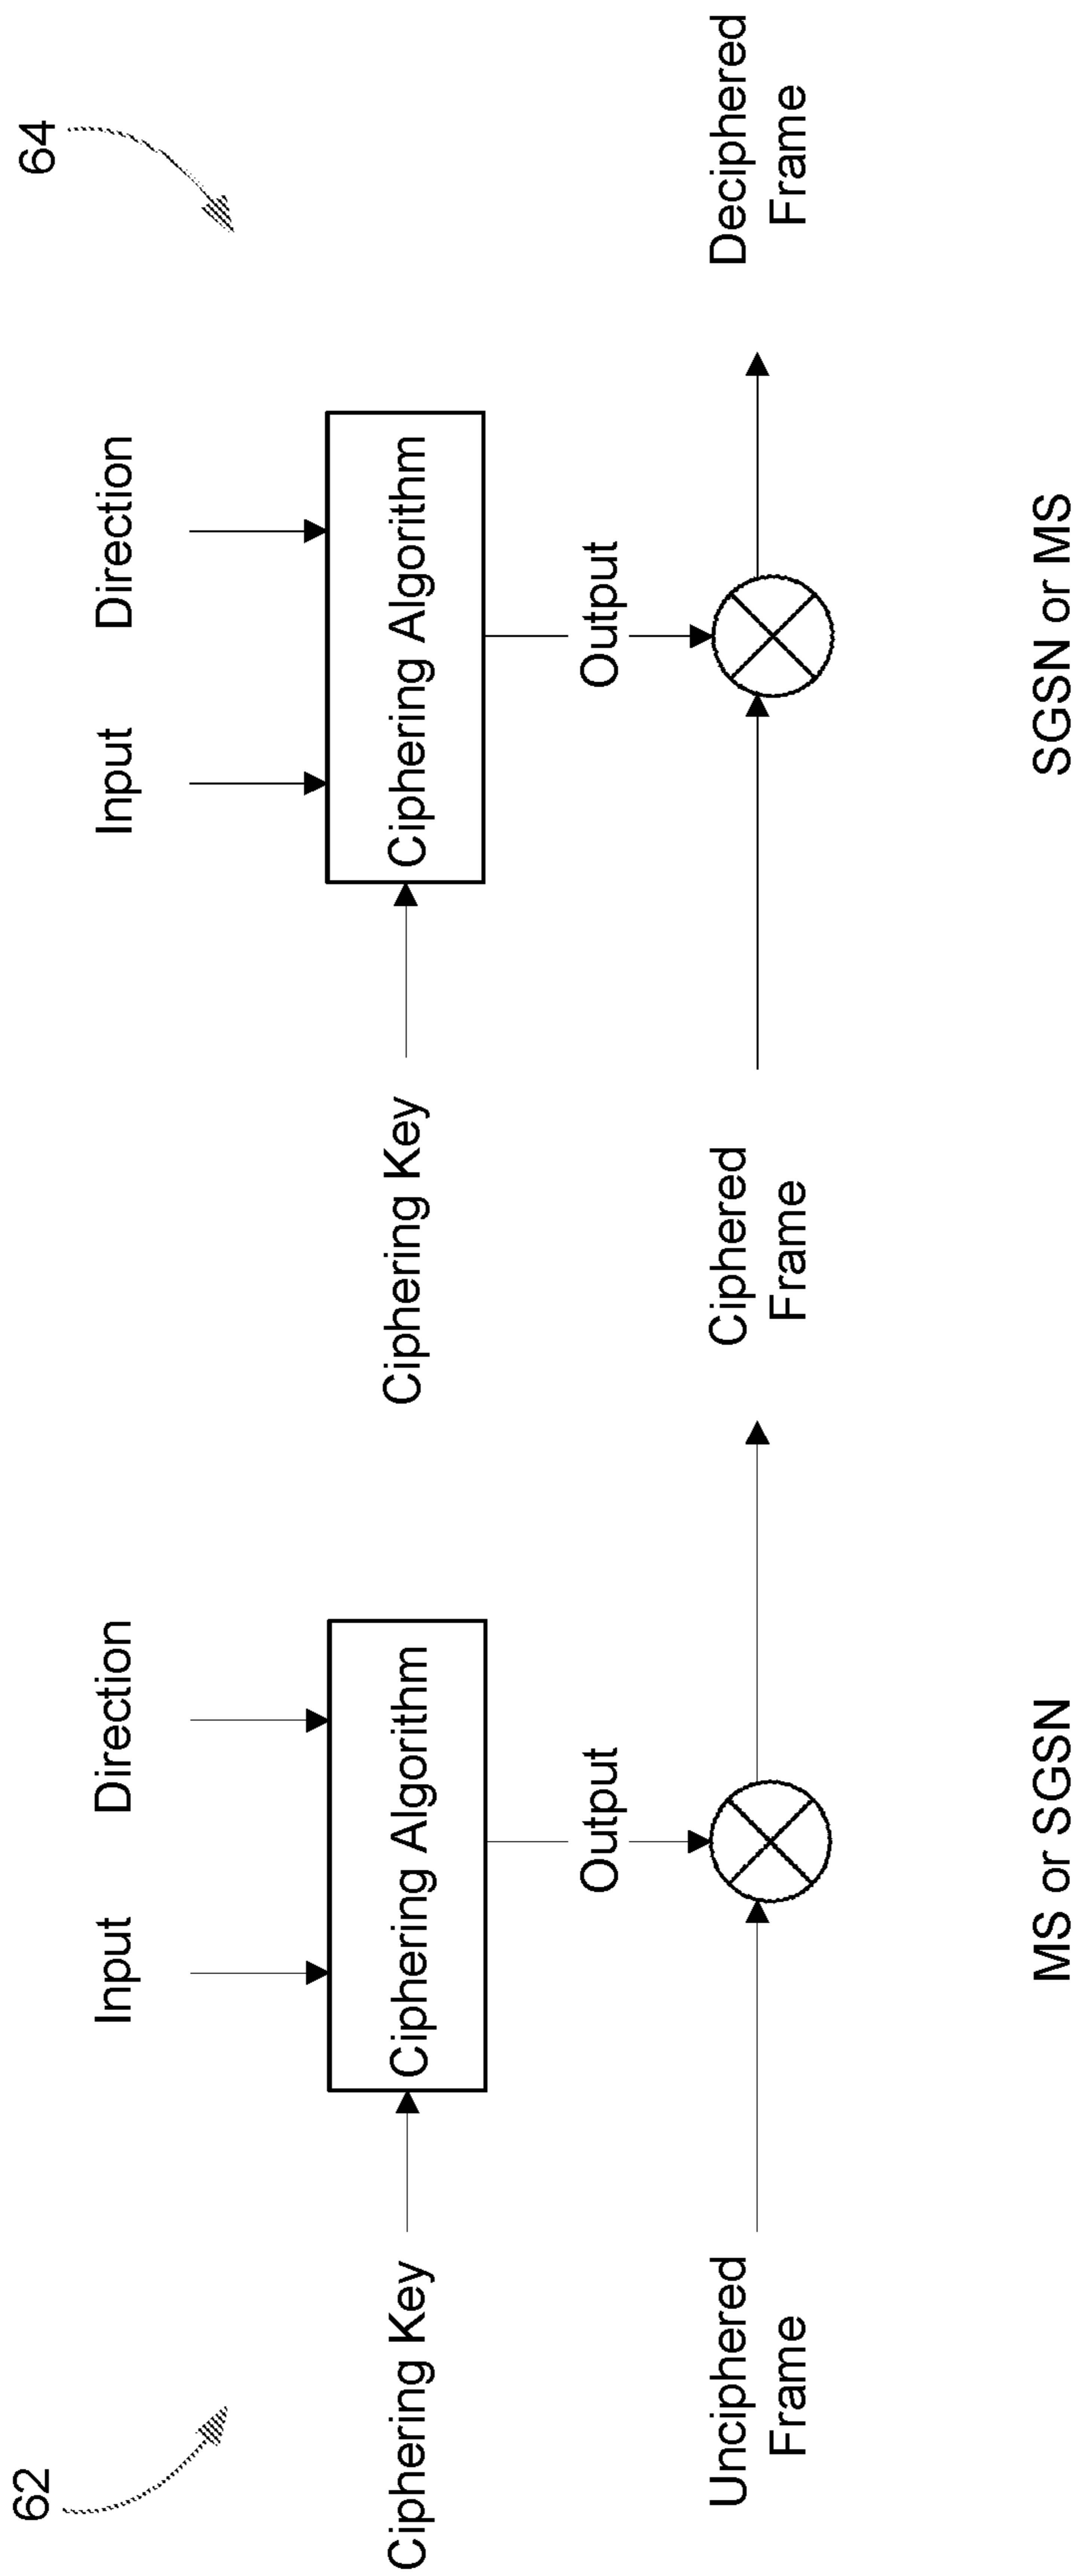 62
64
Input
Direction
Input
Direction
Ciphering Key
Ciphering Algorithm
Ciphering Key
Ciphering Algorithm
Output
Output
Unciphered
Frame
Ciphered
Frame
Deciphered
Frame
MS or SGSN
SGSN or MS